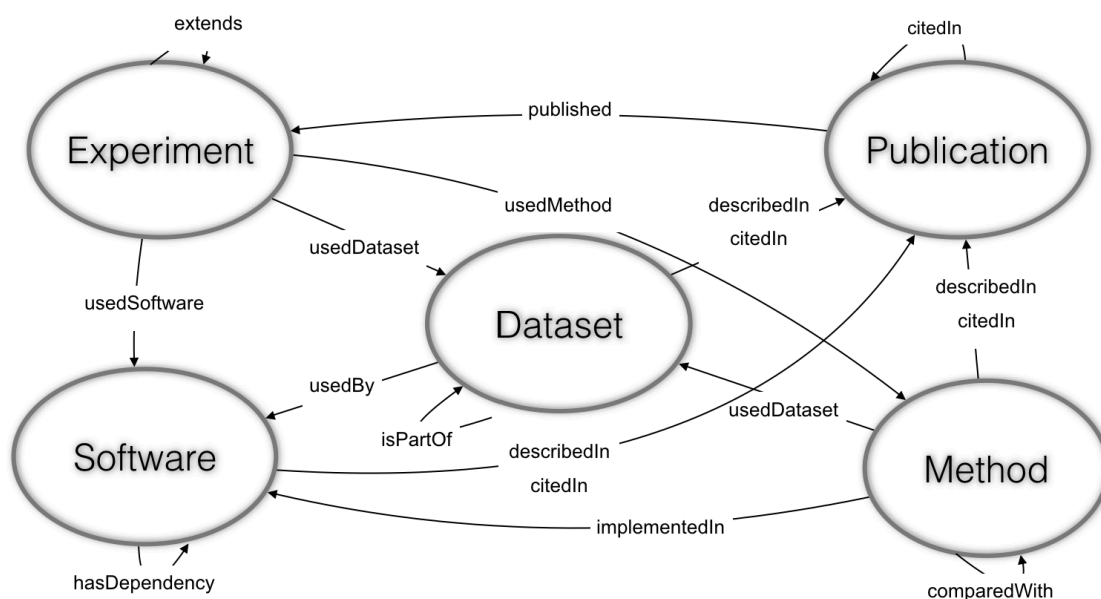 extends
citedIn
published
Experiment
Publication
usedMethod
describedIn
citedIn
usedDataset
describedIn
citedIn
usedSoftware
Dataset
usedBy
usedDataset
isPartOf
describedIn
citedIn
Software
Method
implementedIn
hasDependency
comparedWith